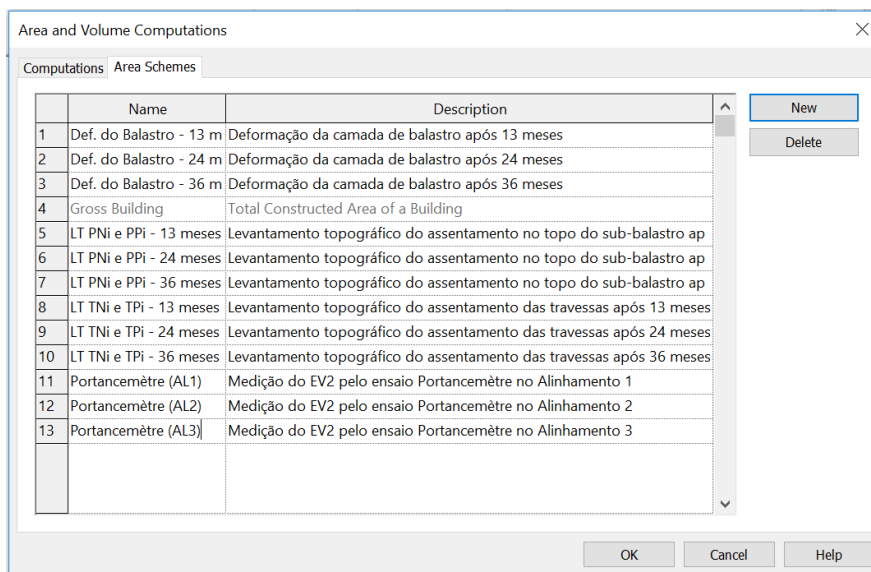 Area and Volume Computations
Computations Area Schemes
Name Description
1 Def. do Balastro - 13 m Deformação da camada de balastro após 13 meses
2 Def. do Balastro - 24 m Deformação da camada de balastro após 24 meses
3 Def. do Balastro - 36 m Deformação da camada de balastro após 36 meses
4 Gross Building Total Constructed Area of a Building
5 LT PNi e PPi - 13 meses Levantamento topográfico do assentamento no topo do sub-balastro ap
6 LT PNi e PPi - 24 meses Levantamento topográfico do assentamento no topo do sub-balastro ap
7 LT PNi e PPi - 36 meses Levantamento topográfico do assentamento no topo do sub-balastro ap
8 LT TNi e TPi - 13 meses Levantamento topográfico do assentamento das travessas após 13 meses
9 LT TNi e TPi - 24 meses Levantamento topográfico do assentamento das travessas após 24 meses
10 LT TNi e TPi - 36 meses Levantamento topográfico do assentamento das travessas após 36 meses
11 Portancemètre (AL1) Medição do EV2 pelo ensaio Portancemètre no Alinhamento 1
12 Portancemètre (AL2) Medição do EV2 pelo ensaio Portancemètre no Alinhamento 2
13 Portancemètre (AL3) Medição do EV2 pelo ensaio Portancemètre no Alinhamento 3
New
Delete
OK Cancel Help